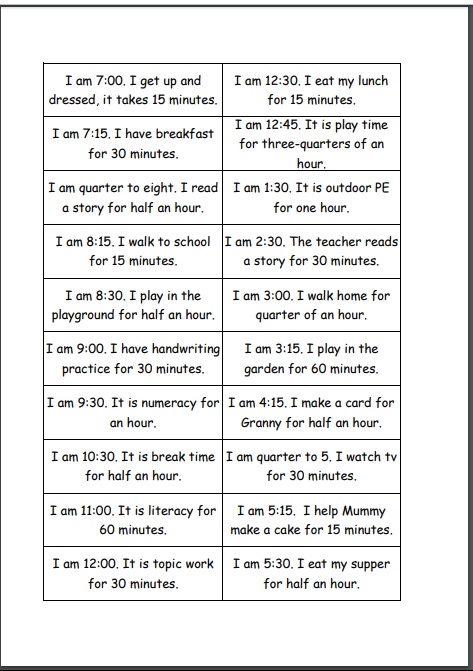 I am 7:00. I get up and
dressed, it takes 15 minutes.
I am 7:15. I have breakfast
for 30 minutes.
I am quarter to eight. I read
a story for half an hour.
I am 8:15. I walk to school
for 15 minutes.
I am 8:30. I play in the
playground for half an hour.
I am 9:00. I have handwriting
practice for 30 minutes.
I am 9:30. It is numeracy for
an hour.
I am 10:30. It is break time
for half an hour.
I am 11:00. It is literacy for
60 minutes.
I am 12:00. It is topic work
for 30 minutes.
I am 12:30. I eat my lunch
for 15 minutes.
I am 12:45. It is play time
for three-quarters of an
hour.
I am 1:30. It is outdoor PE
for one hour.
I am 2:30. The teacher reads
a story for 30 minutes.
I am 3:00. I walk home for
quarter of an hour.
I am 3:15. I play in the
garden for 60 minutes.
I am 4:15. I make a card for
Granny for half an hour.
I am quarter to 5. I watch tv
for 30 minutes.
I am 5:15. I help Mummy
make a cake for 15 minutes.
I am 5:30. I eat my supper
for half an hour.